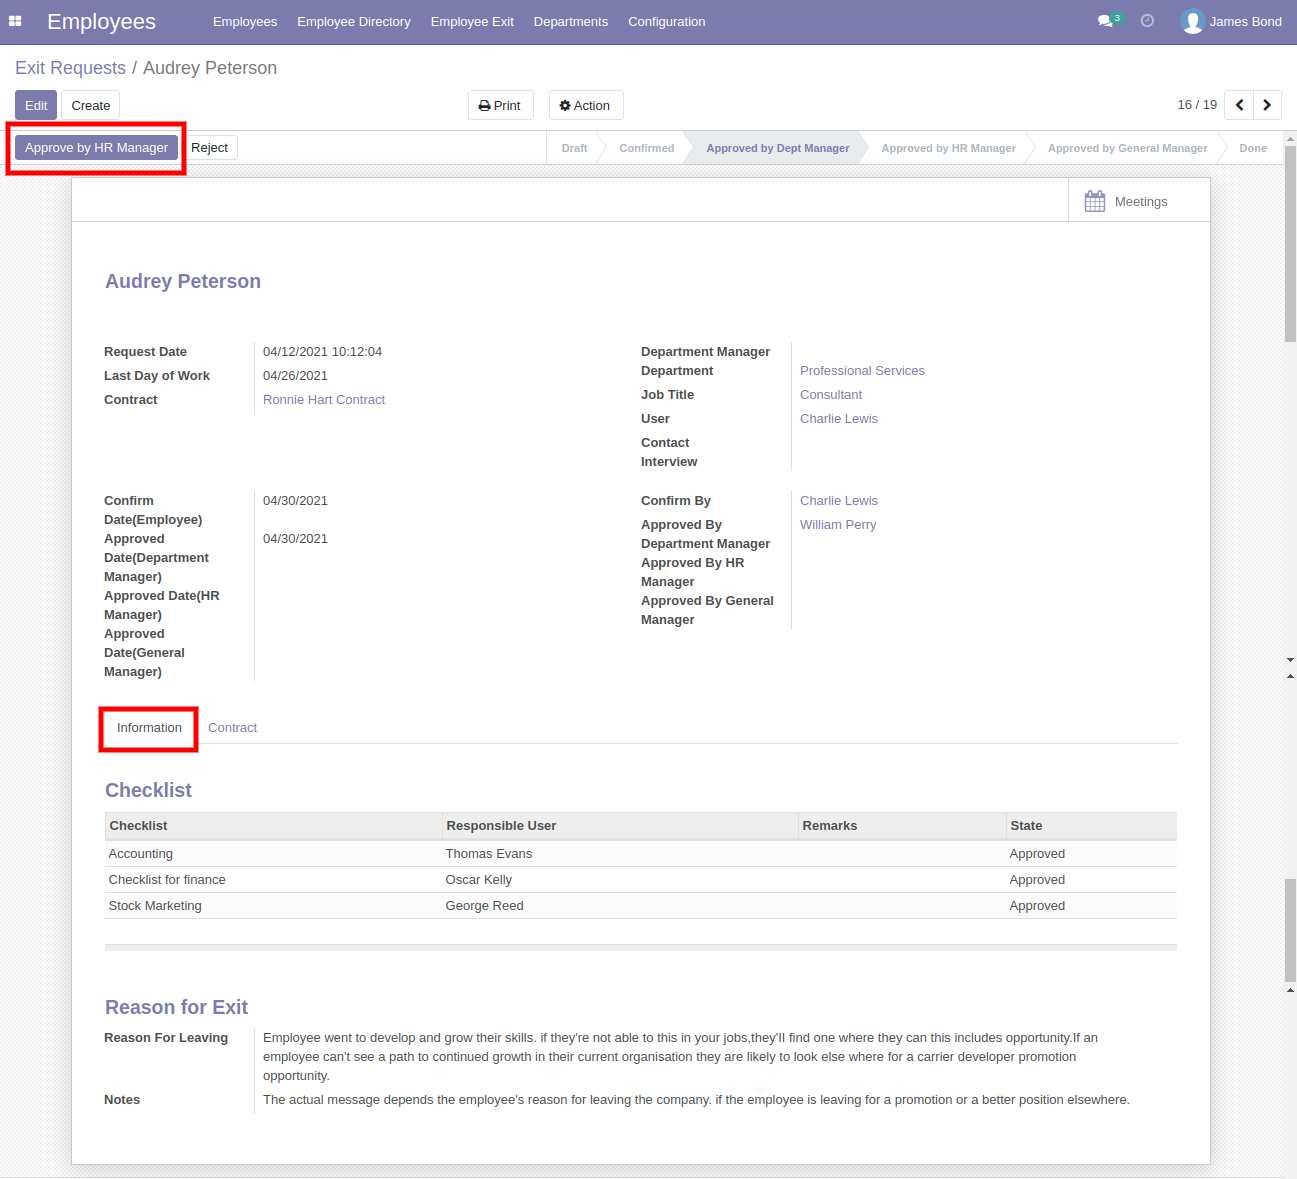 Employees
Employees Employee Directory Employee Exit Departments Configuration
3
James Bond
Exit Requests / Audrey Peterson
Edit Create
Print Action
16 / 19
Approve by HR Manager Reject
Draft Confirmed Approved by Dept Manager Approved by HR Manager Approved by General Manager Done
Meetings
Audrey Peterson
Request Date 04/12/2021 10:12:04
Last Day of Work 04/26/2021
Contract Ronnie Hart Contract
Department Manager
Department Professional Services
Job Title Consultant
User Charlie Lewis
Contact
Interview
Confirm 04/30/2021
Date(Employee)
Approved 04/30/2021
Date(Department
Manager)
Approved Date(HR
Manager)
Approved
Date(General
Manager)
Confirm By Charlie Lewis
Approved By William Perry
Department Manager
Approved By HR
Manager
Approved By General
Manager
Information Contract
Checklist
Checklist Responsible User Remarks State
Accounting Thomas Evans Approved
Checklist for finance Oscar Kelly Approved
Stock Marketing George Reed Approved
Reason for Exit
Reason For Leaving Employee went to develop and grow their skills. if they're not able to this in your jobs,they'II find one where they can this includes opportunity.If an
employee can't see a path to continued growth in their current organisation they are likely to look else where for a carrier developer promotion
opportunity.
Notes The actual message depends the employee's reason for leaving the company. if the employee is leaving for a promotion or a better position elsewhere.